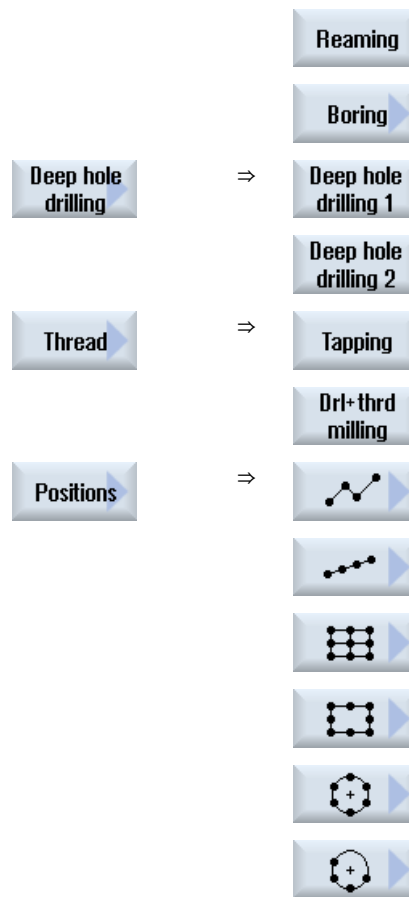 Reaming
Boring
Deep hole
drilling
⇒
Deep hole
drilling 1
Deep hole
drilling 2
Thread
⇒
Tapping
Drl+thrd
milling
Positions
⇒